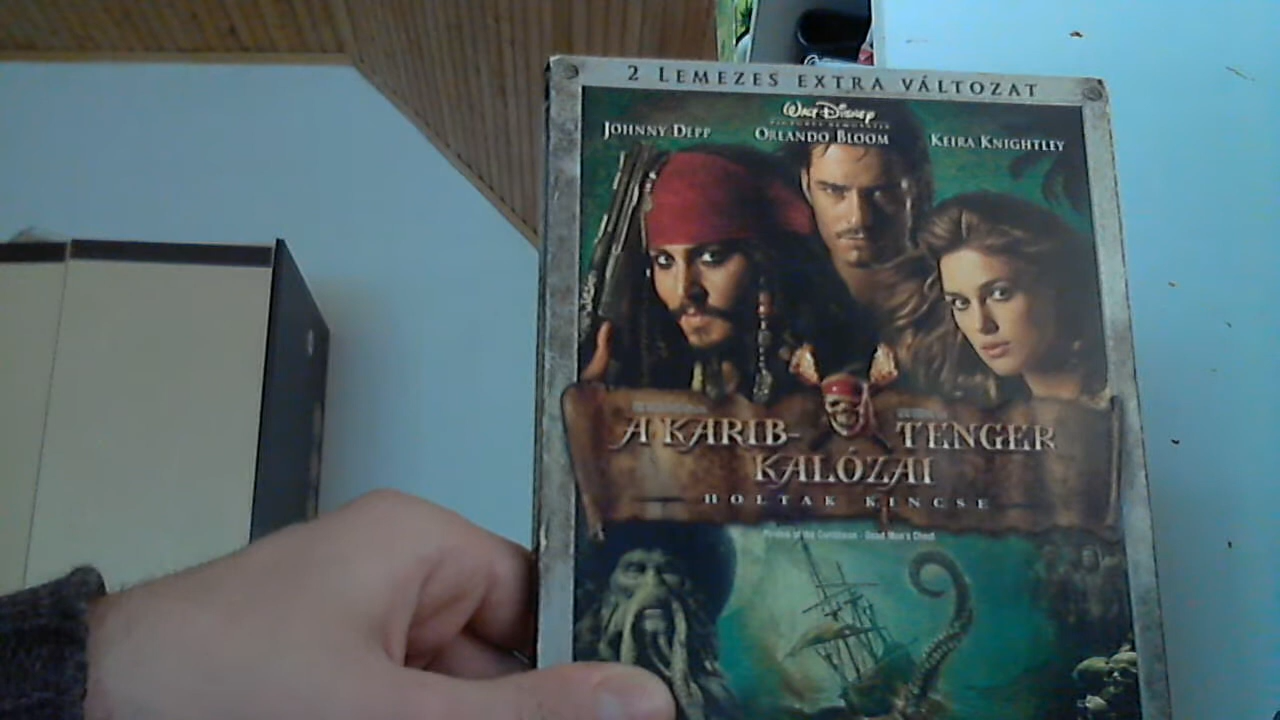 2 LEMEZES EXTRA VÁLTOZAT
WALT DISNEY
JOHNNY DEPP ORLANDO BLOOM KEIRA KNIGHTLEY
A KARIB-TENGER
KALÓZAI
HOLTAK KINCSE
Pirates of the Caribbean - Dead Man's Chest